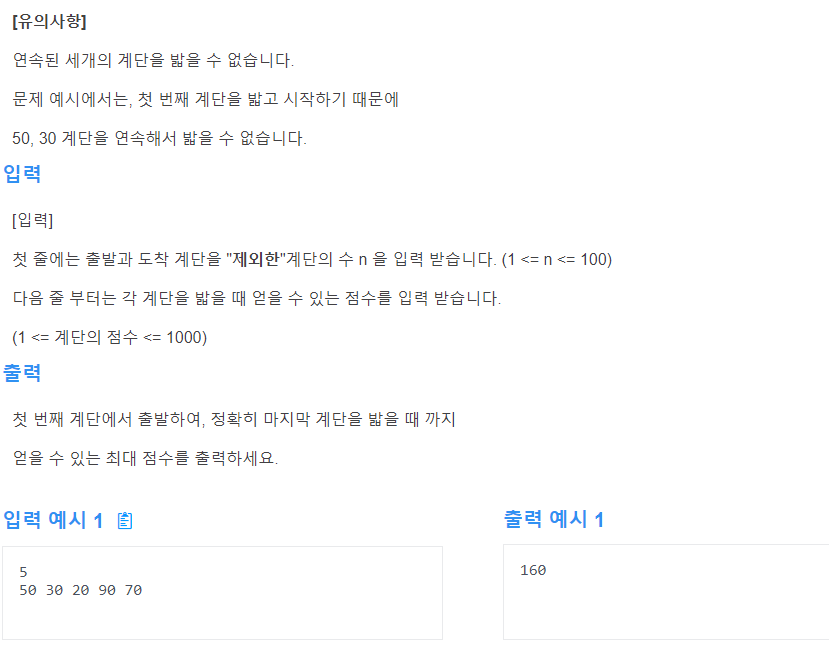 [유의사항]
연속된 세개의 계단을 밟을 수 없습니다.
문제 예시에서는, 첫 번째 계단을 밟고 시작하기 때문에
50, 30 계단을 연속해서 밟을 수 없습니다.
입력
[입력]
첫 줄에는 출발과 도착 계단을 "제외한"계단의 수 n 을 입력 받습니다. (1 <= n <= 100)
다음 줄 부터는 각 계단을 밟을 때 얻을 수 있는 점수를 입력 받습니다.
(1 <= 계단의 점수 <= 1000)
출력
첫 번째 계단에서 출발하여, 정확히 마지막 계단을 밟을 때 까지
얻을 수 있는 최대 점수를 출력하세요.
입력 예시 1
5
50 30 20 90 70
출력 예시 1
160